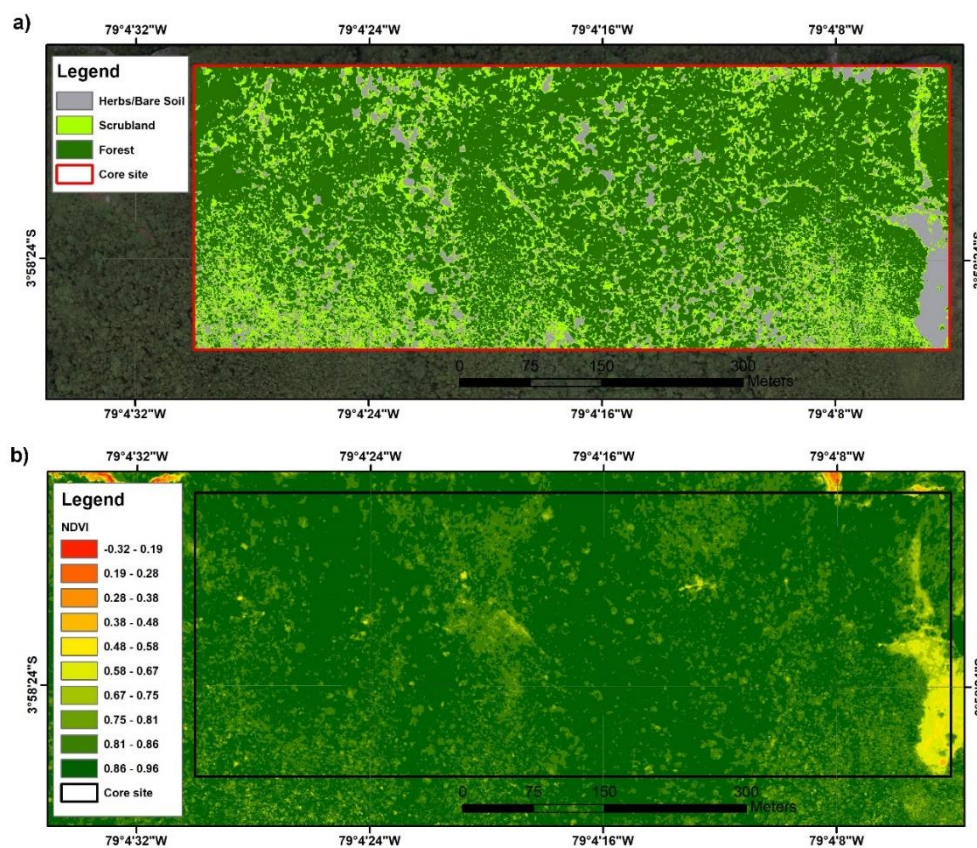 a)
79°4'32"W 79°4'24"W 79°4'16"W 79°4'8"W
Legend
Herbs/Bare Soil
Scrubland
Forest
Core site
3°58'24"S
3°58'24"S
0 75 150 300
Meters
79°4'32"W 79°4'24"W 79°4'16"W 79°4'8"W
b)
79°4'32"W 79°4'24"W 79°4'16"W 79°4'8"W
Legend
NDVI
-0.32 - 0.19
0.19 - 0.28
0.28 - 0.38
0.38 - 0.48
0.48 - 0.58
0.58 - 0.67
0.67 - 0.75
0.75 - 0.81
0.81 - 0.86
0.86 - 0.96
Core site
3°58'24"S
3°58'24"S
0 75 150 300
Meters
79°4'32"W 79°4'24"W 79°4'16"W 79°4'8"W